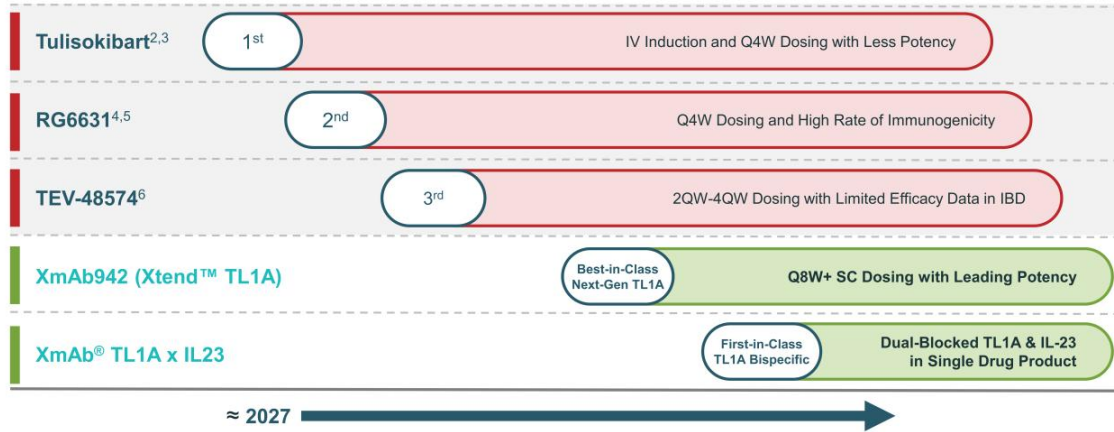 Tulisokibart2,3
1st
IV Induction and Q4W Dosing with Less Potency
RG66314,5
2nd
Q4W Dosing and High Rate of Immunogenicity
TEV-485746
3rd
2QW-4QW Dosing with Limited Efficacy Data in IBD
XmAb942 (Xtend™ TL1A)
Best-in-Class
Next-Gen TL1A
Q8W+ SC Dosing with Leading Potency
XmAb® TL1A x IL23
First-in-Class
TL1A Bispecific
Dual-Blocked TL1A & IL-23
in Single Drug Product
≈ 2027